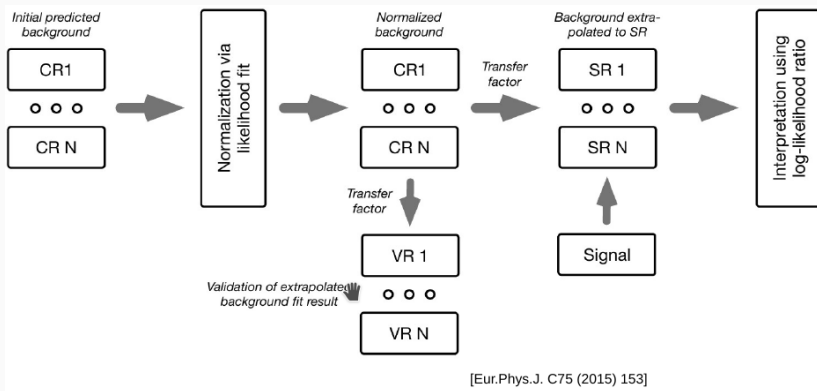 Initial predicted
background
CR1
CR N
Normalization via
likelihood fit
Normalized
background
CR1
CR N
Transfer
factor
Transfer
factor
VR 1
VR N
Validation of extrapolated
background fit result
Background extra-
polated to SR
SR 1
SR N
Signal
Interpretation using
log-likelihood ratio
[Eur.Phys.J. C75 (2015) 153]